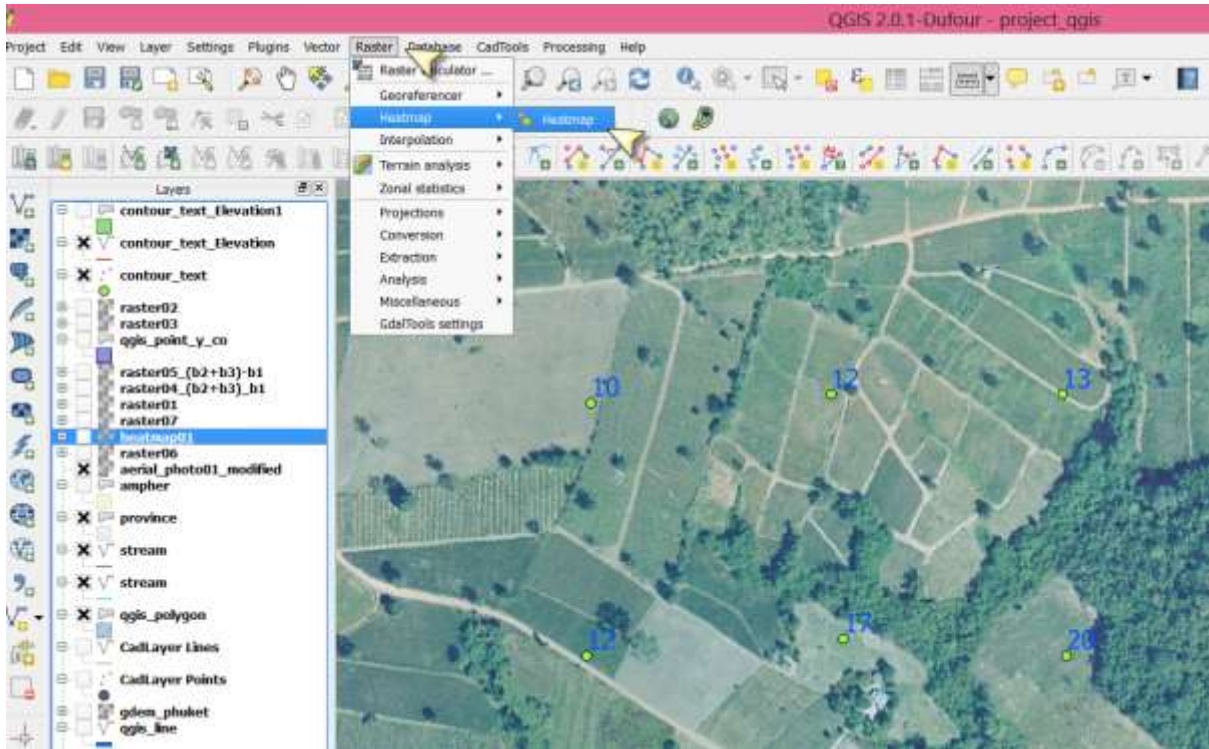 QGIS 2.0.1-Dufour - project_qgis
Project Edit View Layer Settings Plugins Vector Raster Database CadTools Processing Help
Raster Calculator ...
Georeferencer
Heatmap
Heatmap
Interpolation
Terrain analysis
Zonal statistics
Projections
Conversion
Extraction
Analysis
Miscellaneous
GdalTools settings
Layers
contour_text_Elevation1
contour_text_Elevation
contour_text
raster02
raster03
qgis_point_y_co
raster05_(b2+b3)-b1
raster04_(b2+b3)_b1
raster01
raster07
heatmap01
raster06
aerial_photo01_modified
ampher
province
stream
stream
qgis_polygon
CadLayer Lines
CadLayer Points
gdem_phuket
qgis_line
10
12
13
12
17
20